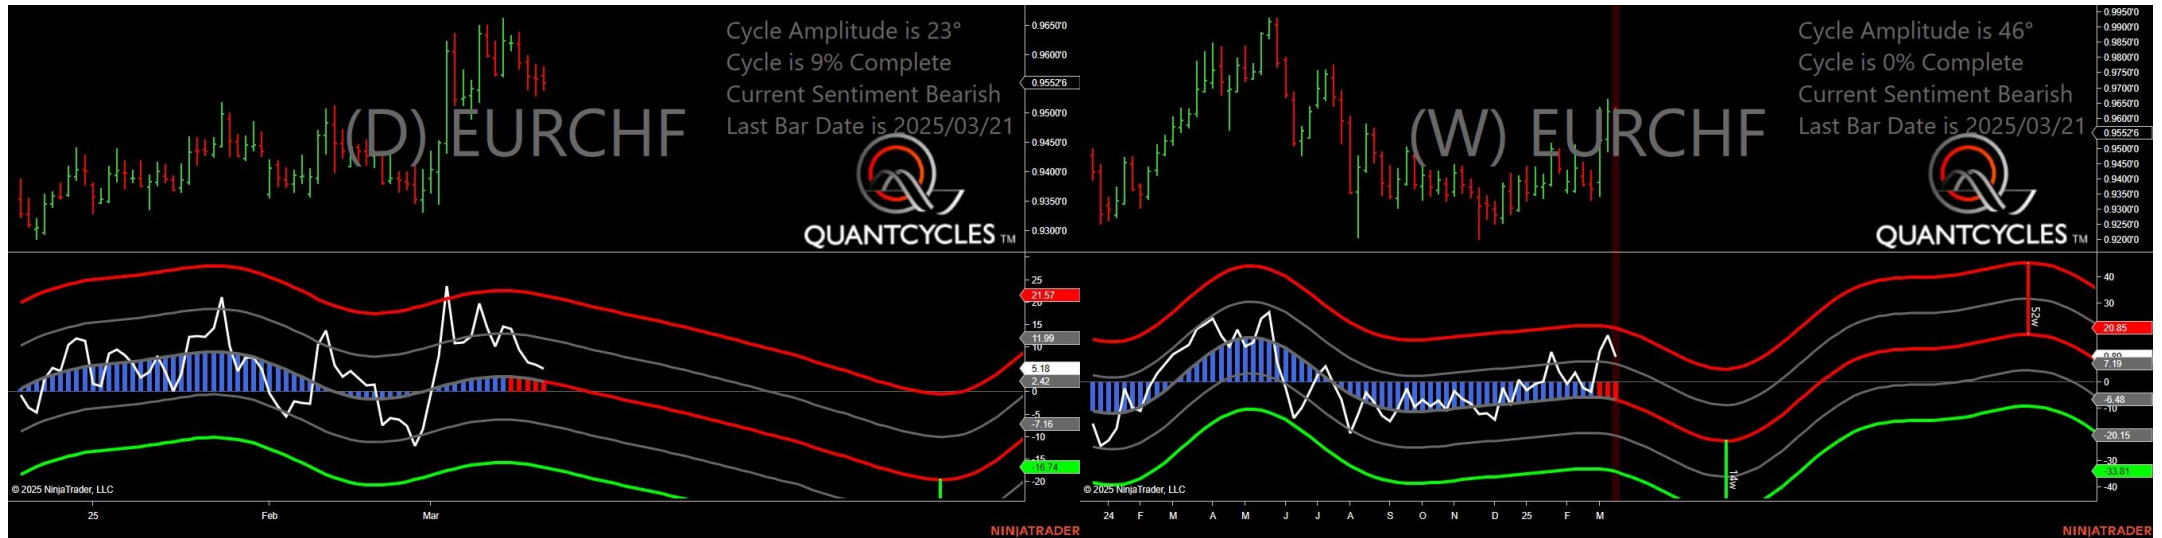 Cycle Amplitude is 23°
Cycle is 9% Complete
Current Sentiment Bearish
Last Bar Date is 2025/03/21
(D) EURCHF
QUANTCYCLES TM
0.9650'0
0.9600'0
0.9552'6
0.9500'0
0.9450'0
0.9400'0
0.9350'0
0.9300'0
25
21.57
20
15
11.99
10
5.18
2.42
0
-5
-7.16
-10
-15
-16.74
-20
© 2025 NinjaTrader, LLC
25 Feb Mar
NINJATRADER
Cycle Amplitude is 46°
Cycle is 0% Complete
Current Sentiment Bearish
Last Bar Date is 2025/03/21
(W) EURCHF
QUANTCYCLES TM
0.9950'0
0.9900'0
0.9850'0
0.9800'0
0.9750'0
0.9700'0
0.9650'0
0.9600'0
0.9552'6
0.9500'0
0.9450'0
0.9400'0
0.9350'0
0.9300'0
0.9250'0
0.9200'0
40
30
52w
20.85
7.19
0
-6.48
-10
-20.15
-30
14w
-33.81
-40
© 2025 NinjaTrader, LLC
24 F M A M J J A S O N D 25 F M
NINJATRADER